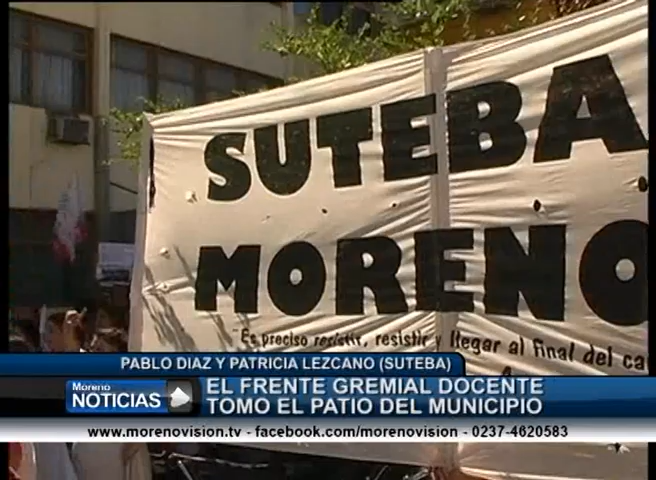 SUTEBA
MORENO
"Es preciso resistir, resistir y llegar al final del ca
PABLO DIAZ Y PATRICIA LEZCANO (SUTEBA)
Moreno
NOTICIAS
EL FRENTE GREMIAL DOCENTE
TOMO EL PATIO DEL MUNICIPIO
www.morenovision.tv - facebook.com/morenovision - 0237-4620583